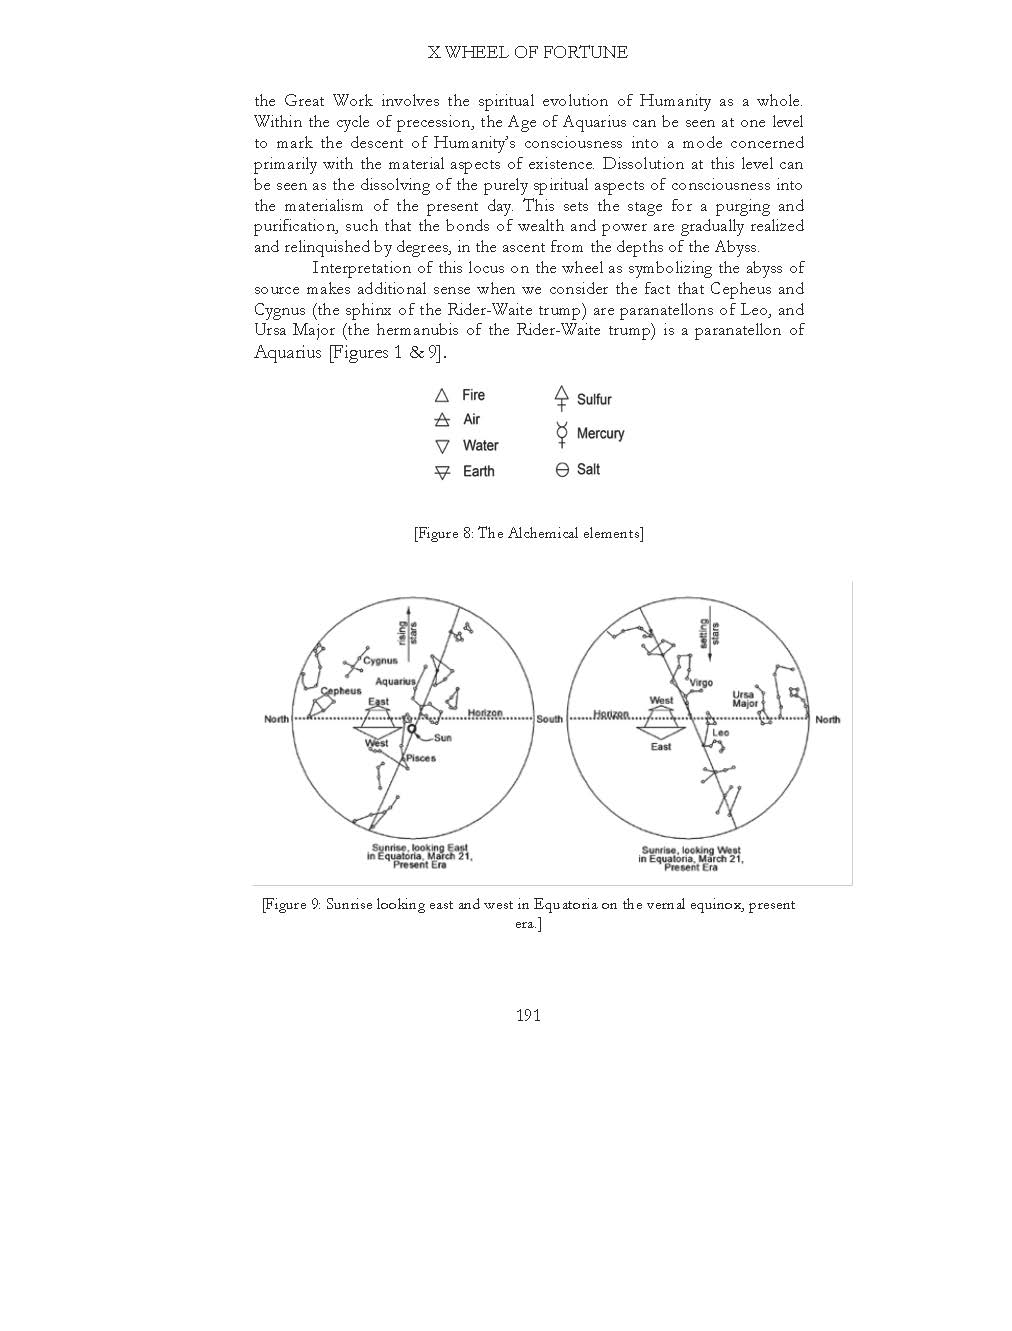 X WHEEL OF FORTUNE
the Great Work involves the spiritual evolution of Humanity as a whole.
Within the cycle of precession, the Age of Aquarius can be seen at one level
to mark the descent of Humanity's consciousness into a mode concerned
primarily with the material aspects of existence. Dissolution at this level can
be seen as the dissolving of the purely spiritual aspects of consciousness into
the materialism of the present day. This sets the stage for a purging and
purification, such that the bonds of wealth and power are gradually realized
and relinquished by degrees, in the ascent from the depths of the Abyss.
Interpretation of this locus on the wheel as symbolizing the abyss of
source makes additional sense when we consider the fact that Cepheus and
Cygnus (the sphinx of the Rider-Waite trump) are paranatellons of Leo, and
Ursa Major (the hermanubis of the Rider-Waite trump) is a paranatellon of
Aquarius [Figures 1 & 9].
Fire
Air
Water
Earth
Sulfur
Mercury
Salt
[Figure 8: The Alchemical elements]
rising
stars
Cygnus
Aquarius
Cepheus
East
North
Horizon
South
West
Sun
Pisces
Sunrise, looking East
in Equatoria, March 21,
Present Era
setting
stars
Virgo
Ursa
Major
West
Horizon
North
Leo
East
Sunrise, looking West
in Equatoria, March 21,
Present Era
[Figure 9: Sunrise looking east and west in Equatoria on the vernal equinox, present
era.]
191